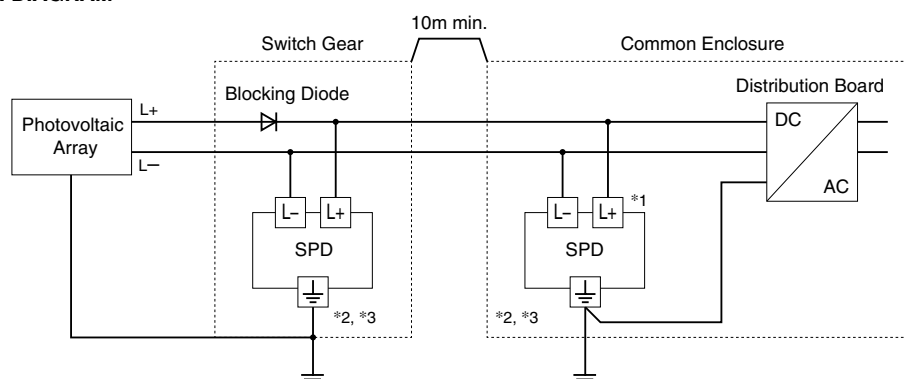 10m min.
Switch Gear
Common Enclosure
Blocking Diode
Distribution Board
L+
Photovoltaic
Array
L−
DC
AC
L−
L+
SPD
*2, *3
L−
L+
*1
SPD
*2, *3